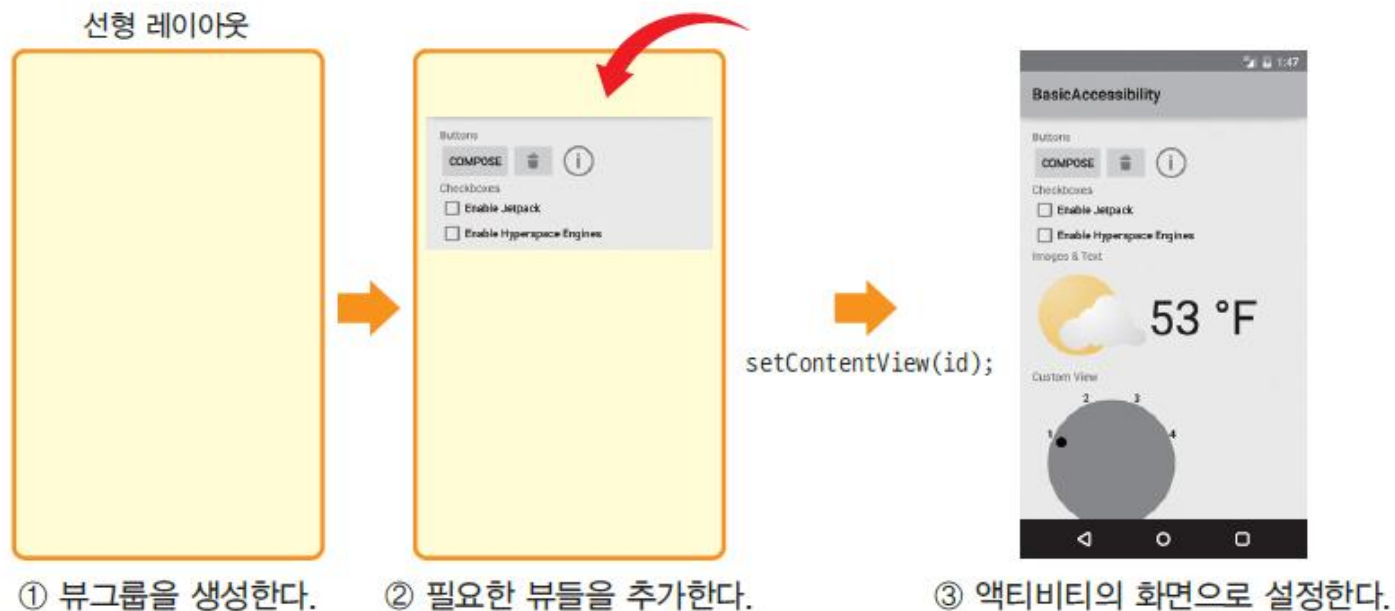 선형 레이아웃
Buttons
COMPOSE
Checkboxes
Enable Jetpack
Enable Hyperspace Engines
setContentView(id);
1:47
BasicAccessibility
Buttons
COMPOSE
Checkboxes
Enable Jetpack
Enable Hyperspace Engines
Images & Text
53 °F
Custom View
2 3
1 4
① 뷰그룹을 생성한다.
② 필요한 뷰들을 추가한다.
③ 액티비티의 화면으로 설정한다.